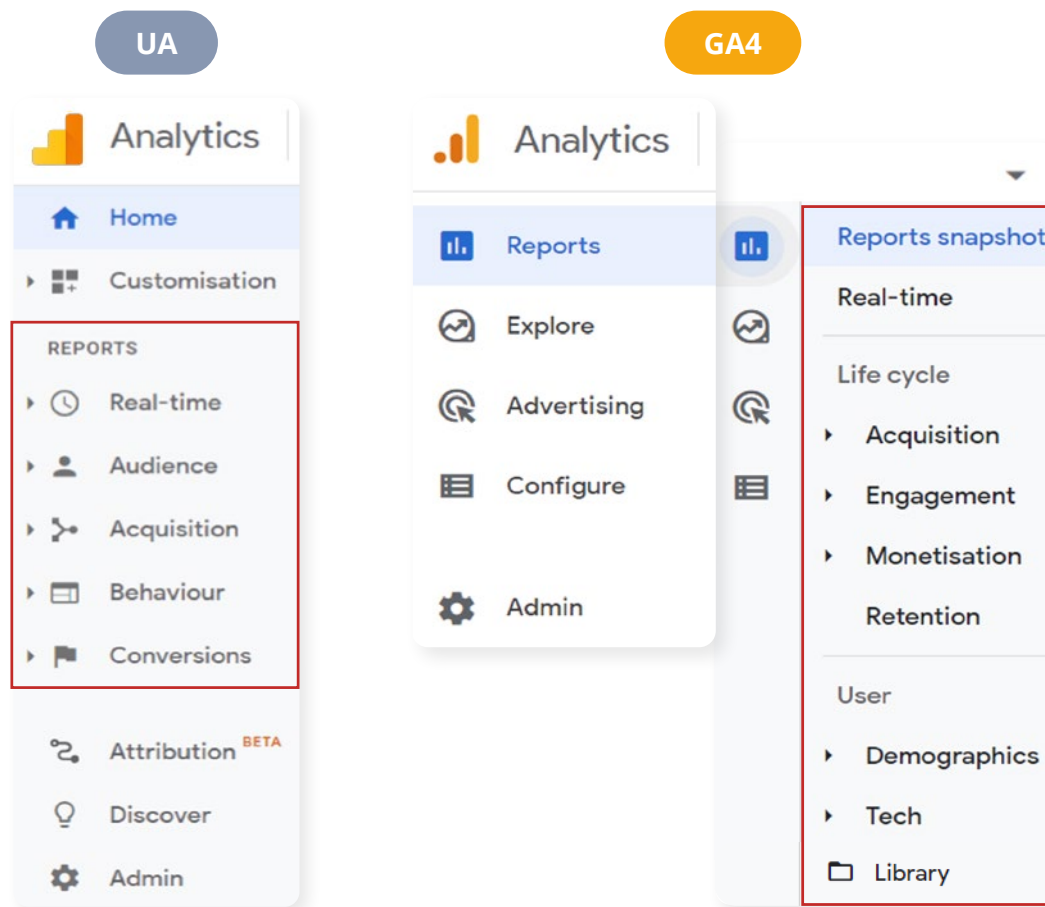 UA
Analytics
Home
Customisation
REPORTS
Real-time
Audience
Acquisition
Behaviour
Conversions
Attribution BETA
Discover
Admin
GA4
Analytics
Reports
Explore
Advertising
Configure
Admin
Reports snapshot
Real-time
Life cycle
Acquisition
Engagement
Monetisation
Retention
User
Demographics
Tech
Library